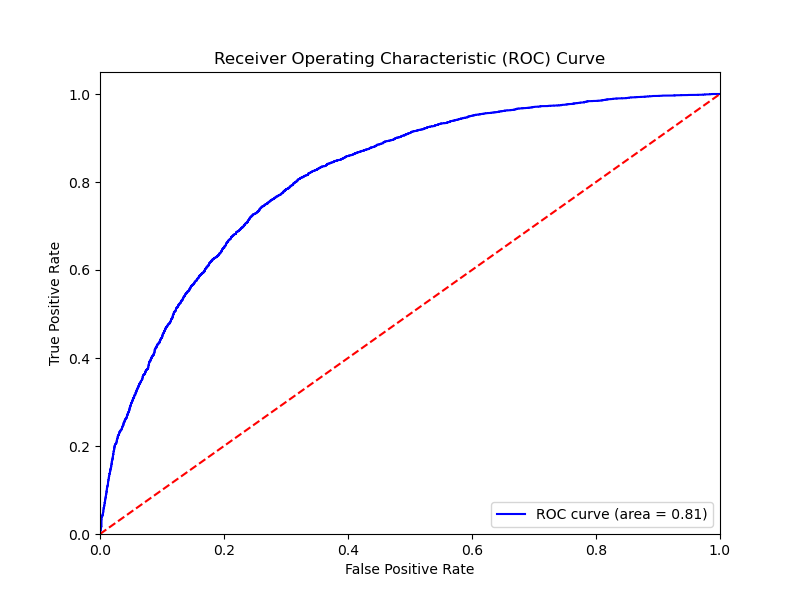 Receiver Operating Characteristic (ROC) Curve
True Positive Rate
1.0
0.8
0.6
0.4
0.2
0.0
ROC curve (area = 0.81)
0.0 0.2 0.4 0.6 0.8 1.0
False Positive Rate